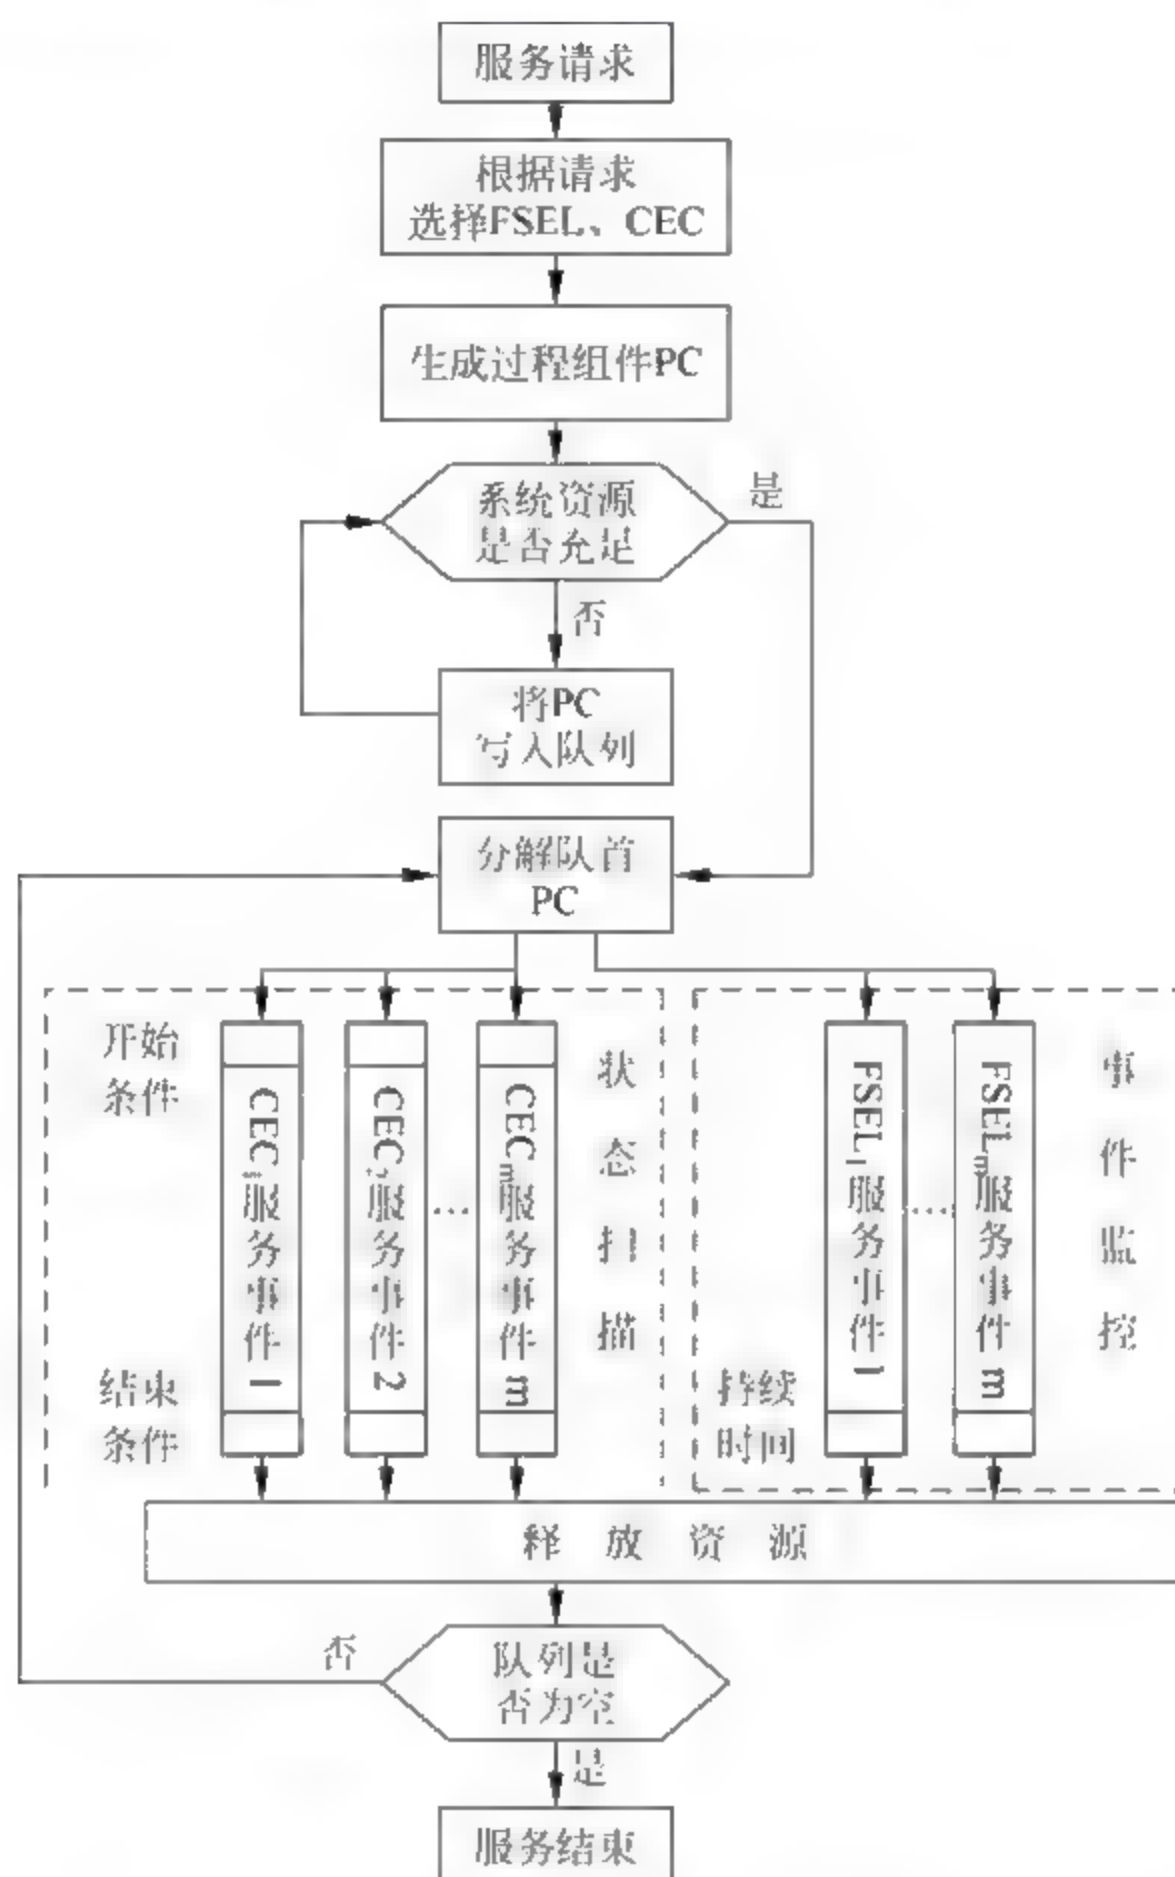 服务请求
根据请求
选择FSEL、CEC
生成过程组件PC
系统资源
是否充足
是
否
将PC
写入队列
分解队首
PC
开始
条件
结束
条件
CEC₁服务事件1
CEC₂服务事件2
…
CECₘ服务事件m
状态扫描
持续
时间
FSEL₁服务事件1
…
FSELₘ服务事件m
事件监控
释放资源
队列是
否为空
否
是
服务结束